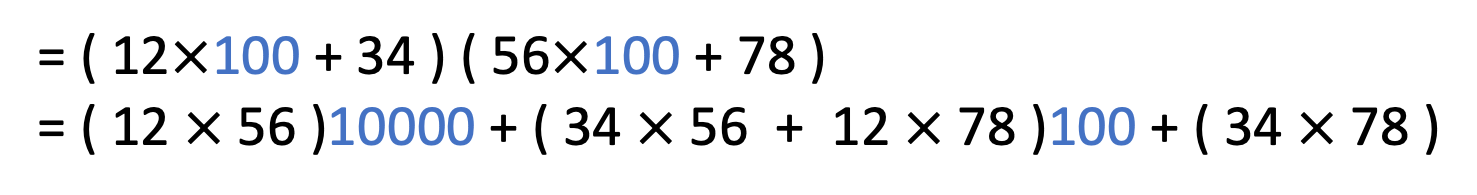 = ( 12×100 + 34 ) ( 56×100 + 78 )
= ( 12 × 56 )10000 + ( 34 × 56 + 12 × 78 )100 + ( 34 × 78 )